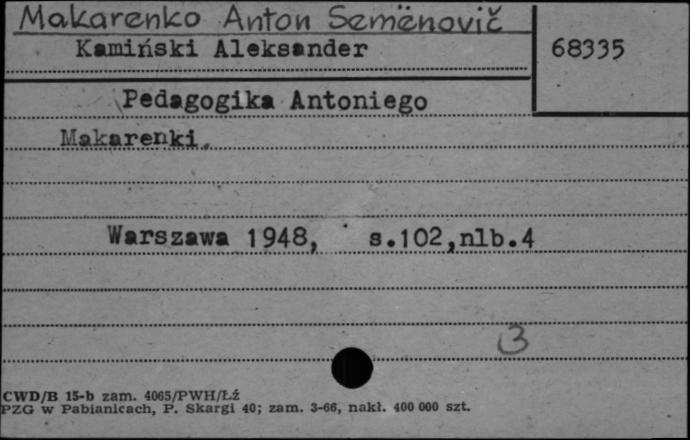 Makarenko Anton Semënovič
Kamiński Aleksander
68335
Pedagogika Antoniego
Makarenki.
Warszawa 1948, s.102,nlb.4
3
CWD/B 15-b zam. 4065/PWH/Łź
PZG w Pabianicach, P. Skargi 40; zam. 3-66, nakł. 400 000 szt.